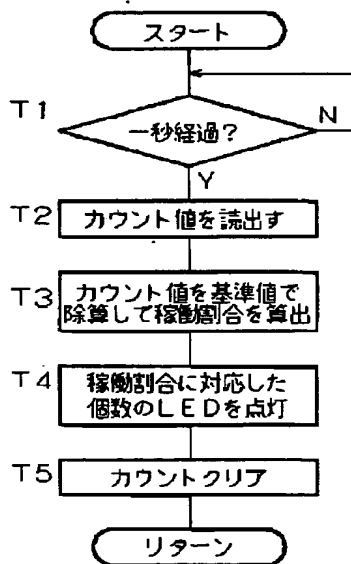 スタート
T1
一秒経過?
N
Y
T2 カウント値を読出す
T3 カウント値を基準値で
除算して稼働割合を算出
T4 稼働割合に対応した
個数のLEDを点灯
T5 カウントクリア
リターン